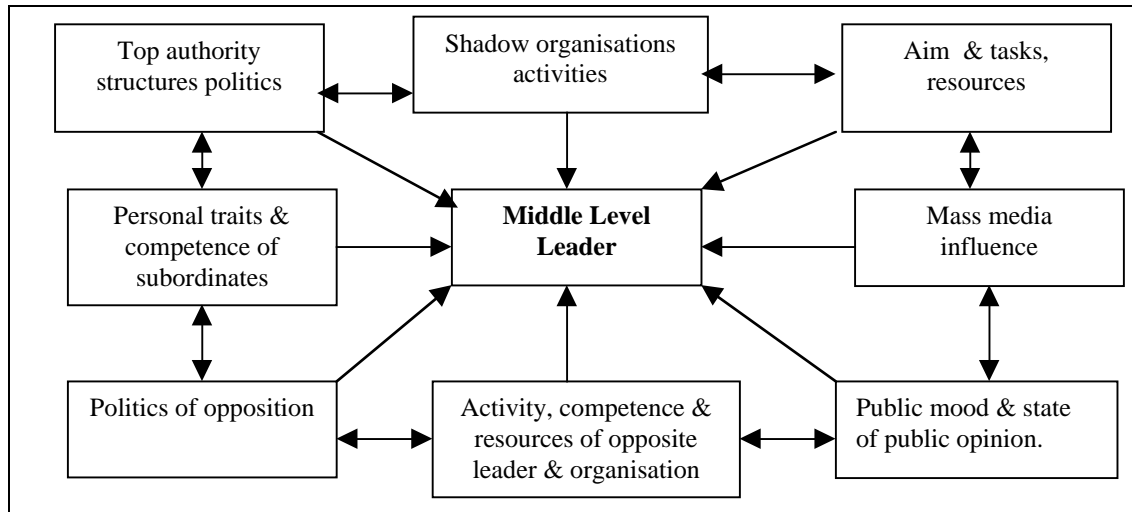 Top authority
structures politics
Shadow organisations
activities
Aim & tasks,
resources
Personal traits &
competence of
subordinates
Middle Level
Leader
Mass media
influence
Politics of opposition
Activity, competence &
resources of opposite
leader & organisation
Public mood & state
of public opinion.